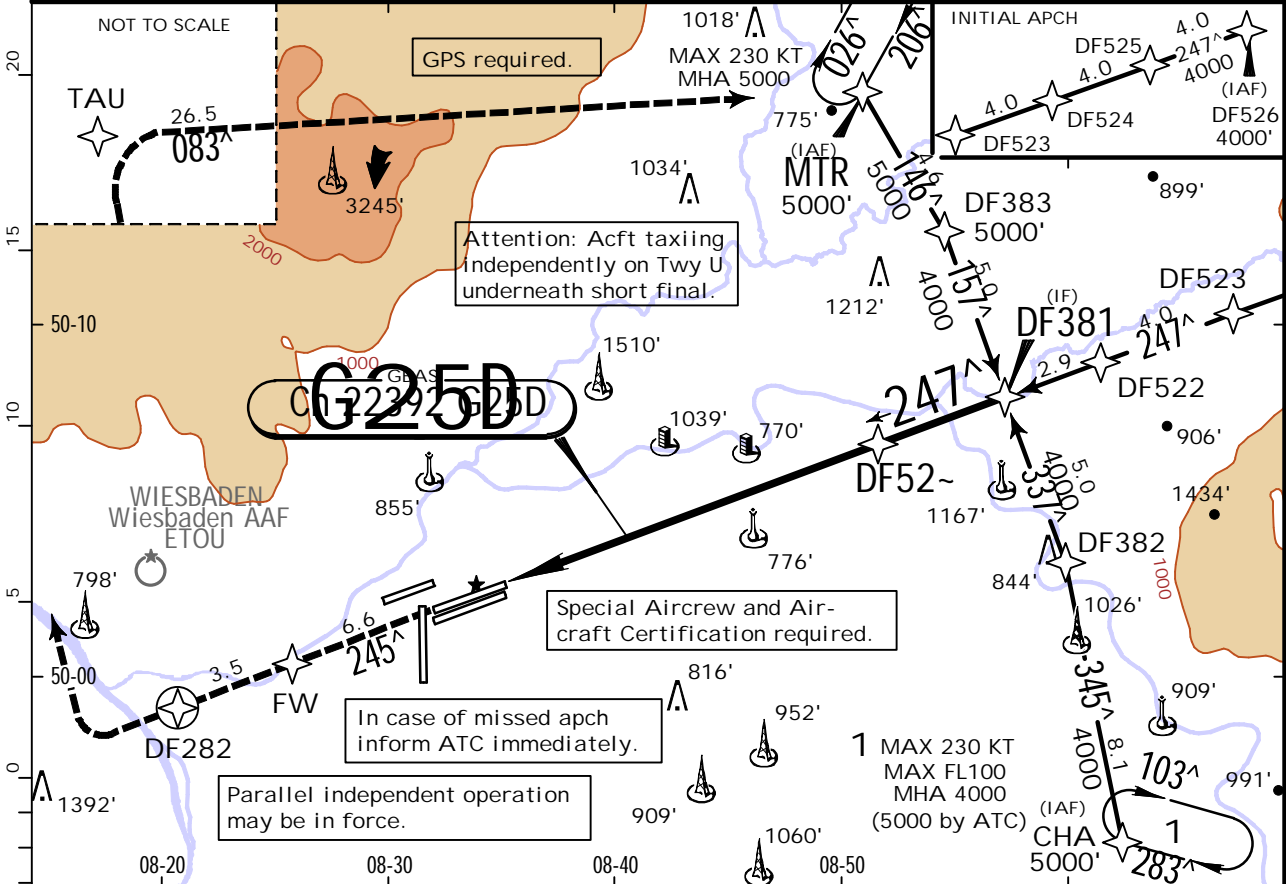 NOT TO SCALE
TAU
26.5
083^
GPS required.
1018'
MAX 230 KT
MHA 5000
026^
206^
775'
(IAF)
MTR
5000'
146^
4.6
5000
INITIAL APCH
DF525
4.0
247^
4000
4.0
4.0
DF524
DF523
(IAF)
DF526
4000'
20
3245'
1034'
899'
DF383
5000'
15
2000
Attention: Acft taxiing
independently on Twy U
underneath short final.
1212'
157^
5.0
4000
(IF)
DF381
DF523
4.0
247^
50-10
1000
1510'
GBAS
Ch 22392 G25D
G25D
247^
2.9
DF522
10
1039'
770'
906'
DF52~
855'
1167'
337^
5.0
4000
1434'
WIESBADEN
Wiesbaden AAF
ETOU
776'
DF382
844'
798'
1000
1026'
5
6.6
245^
Special Aircrew and Air-
craft Certification required.
50-00
3.5
FW
DF282
816'
345^
909'
In case of missed apch
inform ATC immediately.
952'
8.1
4000
1 MAX 230 KT
MAX FL100
MHA 4000
(5000 by ATC)
103^
991'
0
1392'
Parallel independent operation
may be in force.
909'
(IAF)
CHA
5000'
1
283^
1060'
08-20
08-30
08-40
08-50